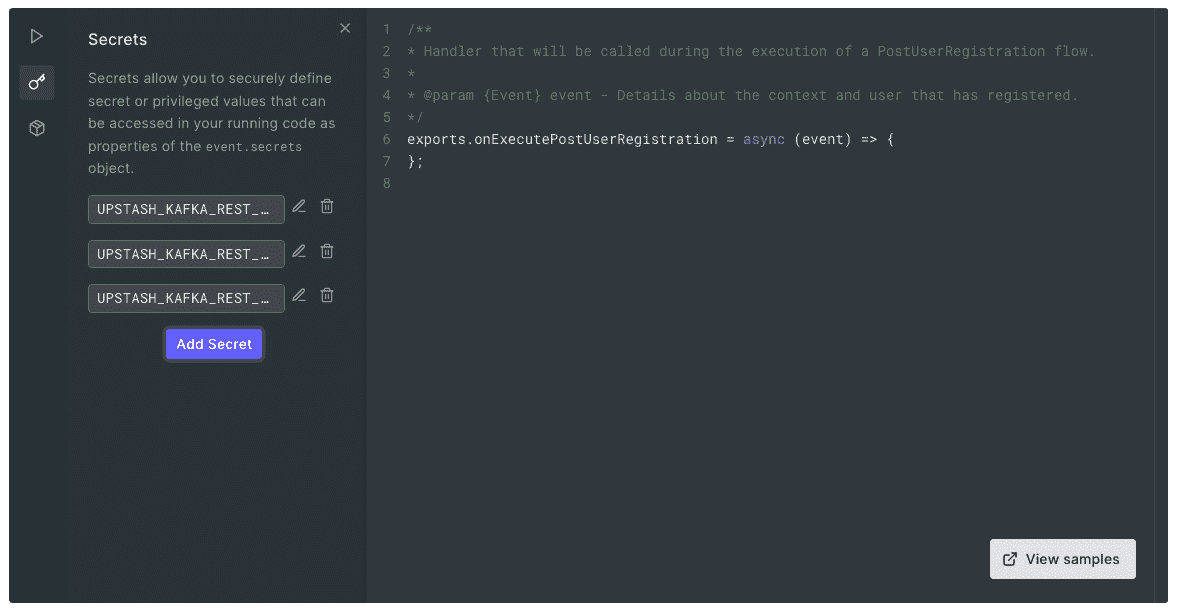 Secrets
Secrets allow you to securely define
secret or privileged values that can
be accessed in your running code as
properties of the event.secrets
object.
UPSTASH_KAFKA_REST_…
UPSTASH_KAFKA_REST_…
UPSTASH_KAFKA_REST_…
Add Secret
1 /**
2 * Handler that will be called during the execution of a PostUserRegistration flow.
3 *
4 * @param {Event} event - Details about the context and user that has registered.
5 */
6 exports.onExecutePostUserRegistration = async (event) => {
7 };
8
View samples